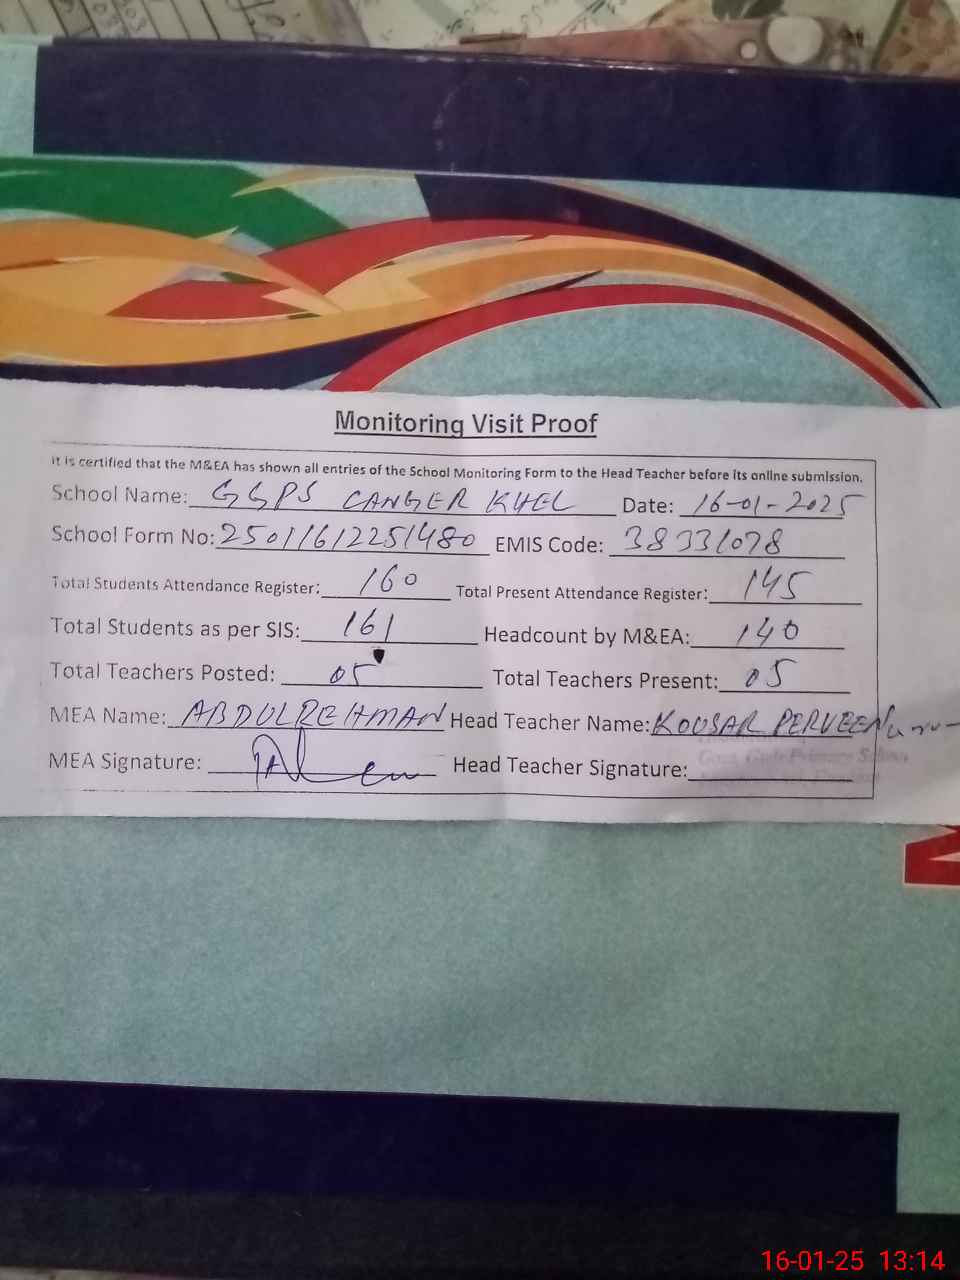 Monitoring Visit Proof
It is certified that the M&EA has shown all entries of the School Monitoring Form to the Head Teacher before its online submission.
School Name: GGPS CANGER KHEL Date: 16-01-2025
School Form No: 25011612251480 EMIS Code: 38331078
Total Students Attendance Register: 160 Total Present Attendance Register: 145
Total Students as per SIS: 161 Headcount by M&EA: 140
Total Teachers Posted: 05 Total Teachers Present: 05
MEA Name: ABDULREHMAN Head Teacher Name: KOUSAR PERVEEN
MEA Signature: Head Teacher Signature:
Govt. Girls Primary School
16-01-25 13:14